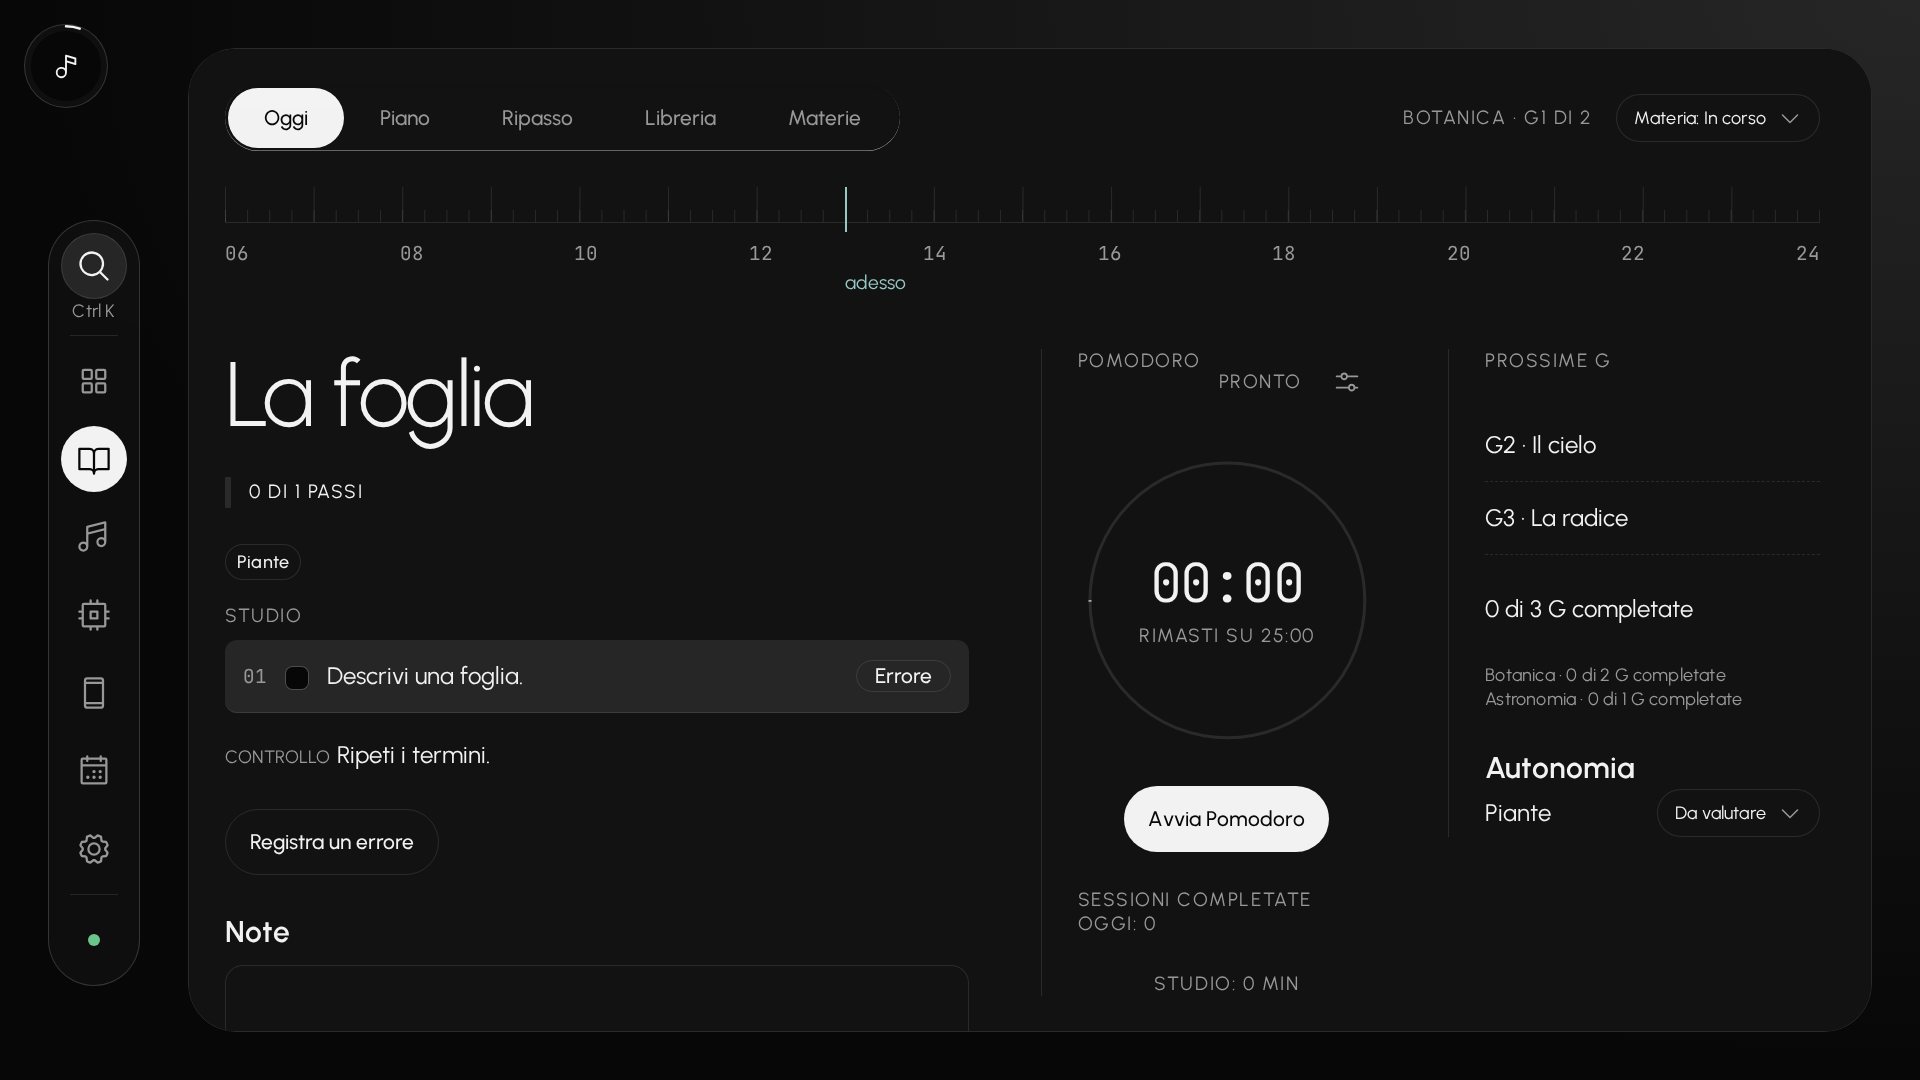 Oggi Piano Ripasso Libreria Materie
BOTANICA · G1 DI 2
Materia: In corso
06 08 10 12 14 16 18 20 22 24
adesso
Ctrl K
La foglia
0 DI 1 PASSI
Piante
STUDIO
01 Descrivi una foglia. Errore
CONTROLLO Ripeti i termini.
Registra un errore
Note
POMODORO
PRONTO
00:00
RIMASTI SU 25:00
Avvia Pomodoro
SESSIONI COMPLETATE
OGGI: 0
STUDIO: 0 MIN
PROSSIME G
G2 · Il cielo
G3 · La radice
0 di 3 G completate
Botanica · 0 di 2 G completate
Astronomia · 0 di 1 G completate
Autonomia
Piante Da valutare